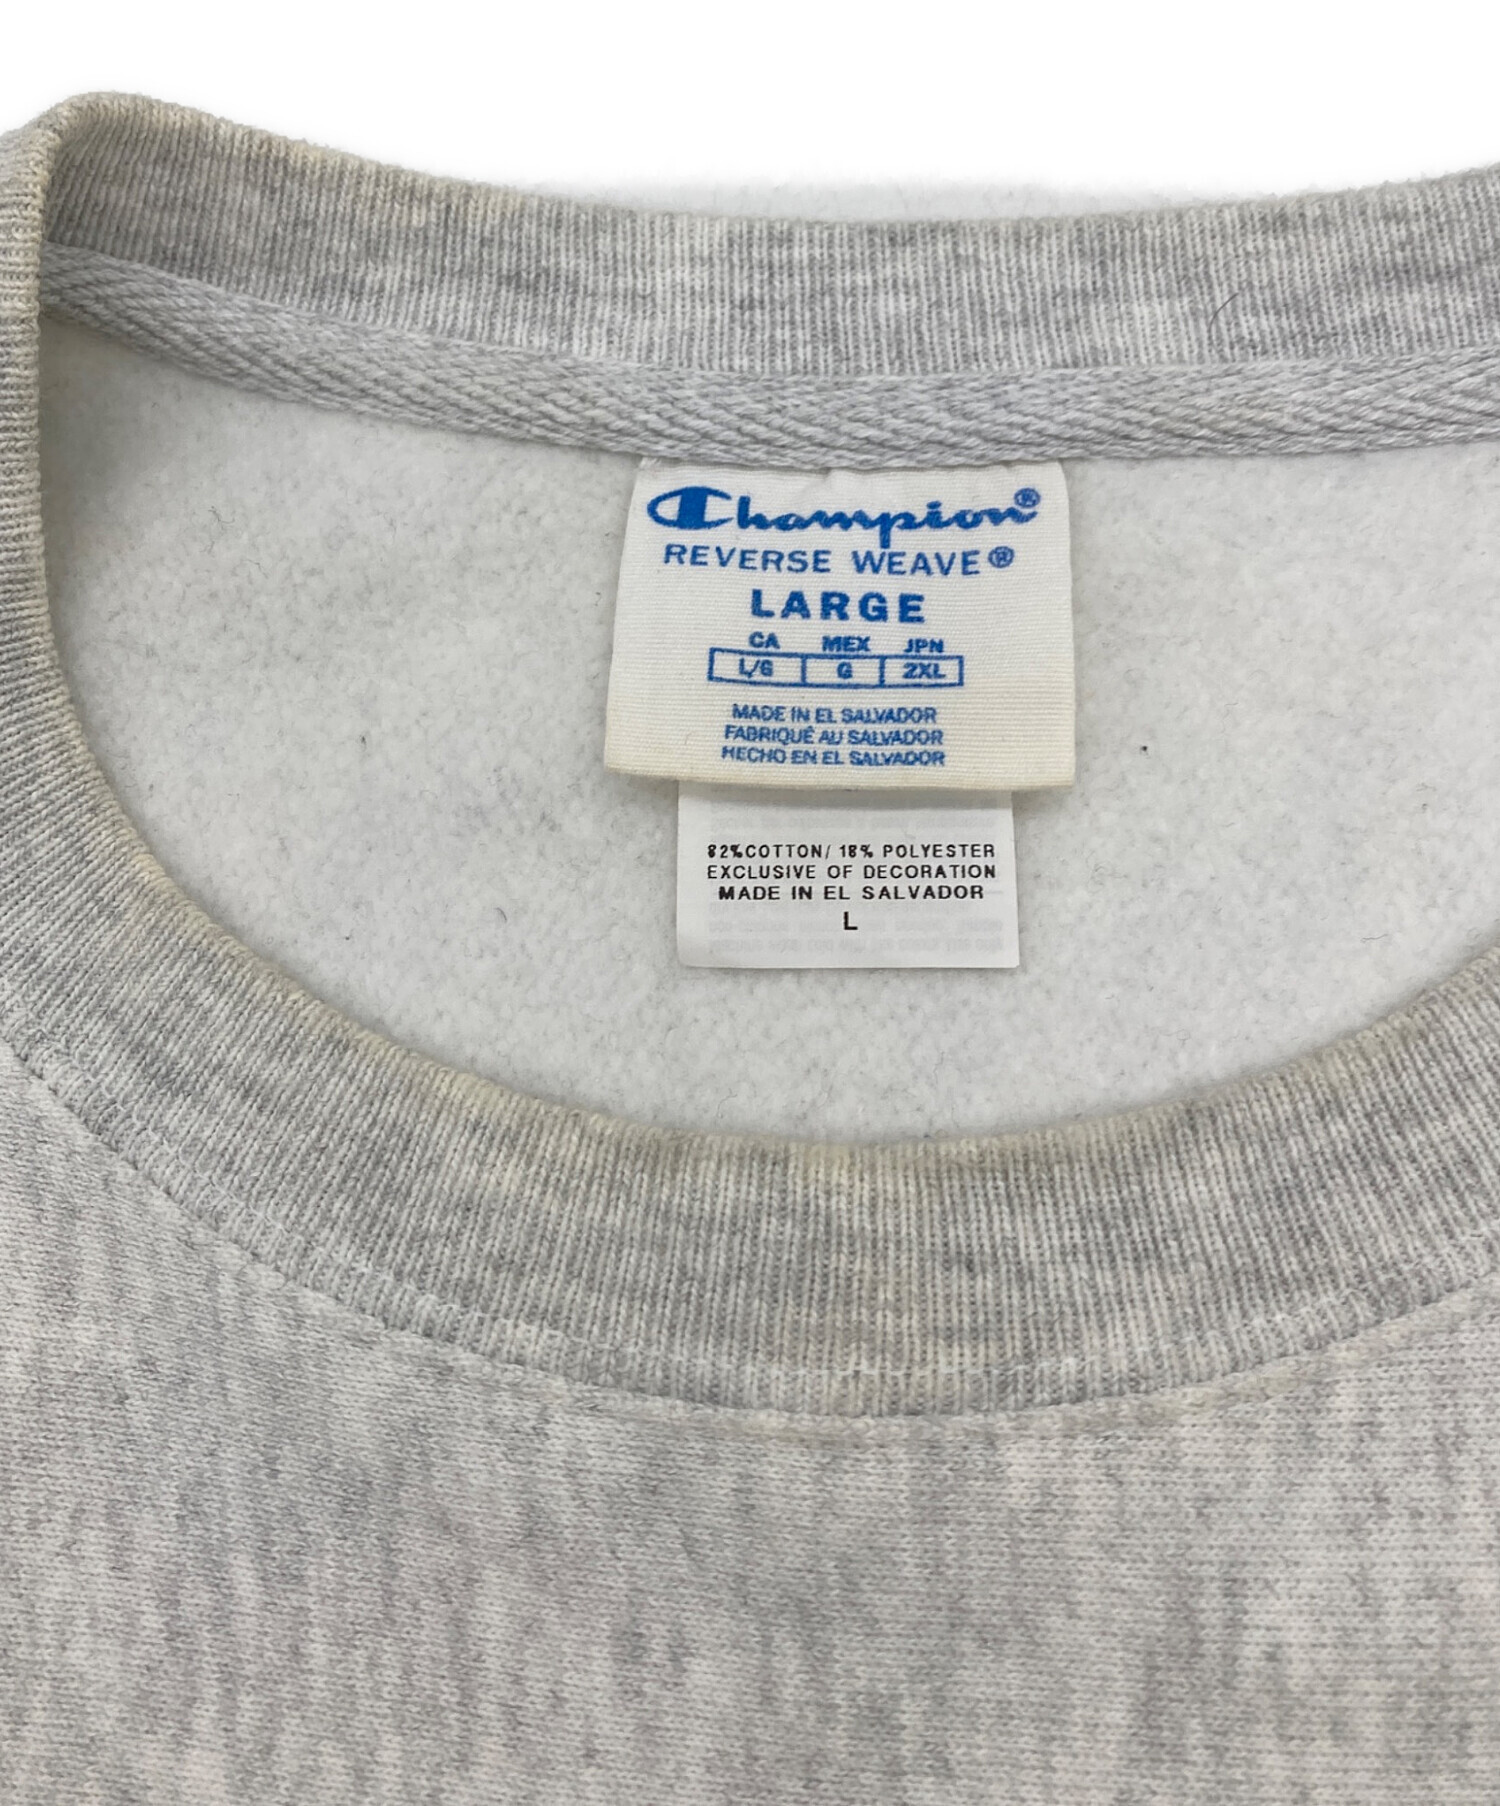 Champion®
REVERSE WEAVE®
LARGE
CA MEX JPN
L/G G 2XL
MADE IN EL SALVADOR
FABRIQUÉ AU SALVADOR
HECHO EN EL SALVADOR
82%COTTON/ 18% POLYESTER
EXCLUSIVE OF DECORATION
MADE IN EL SALVADOR
L